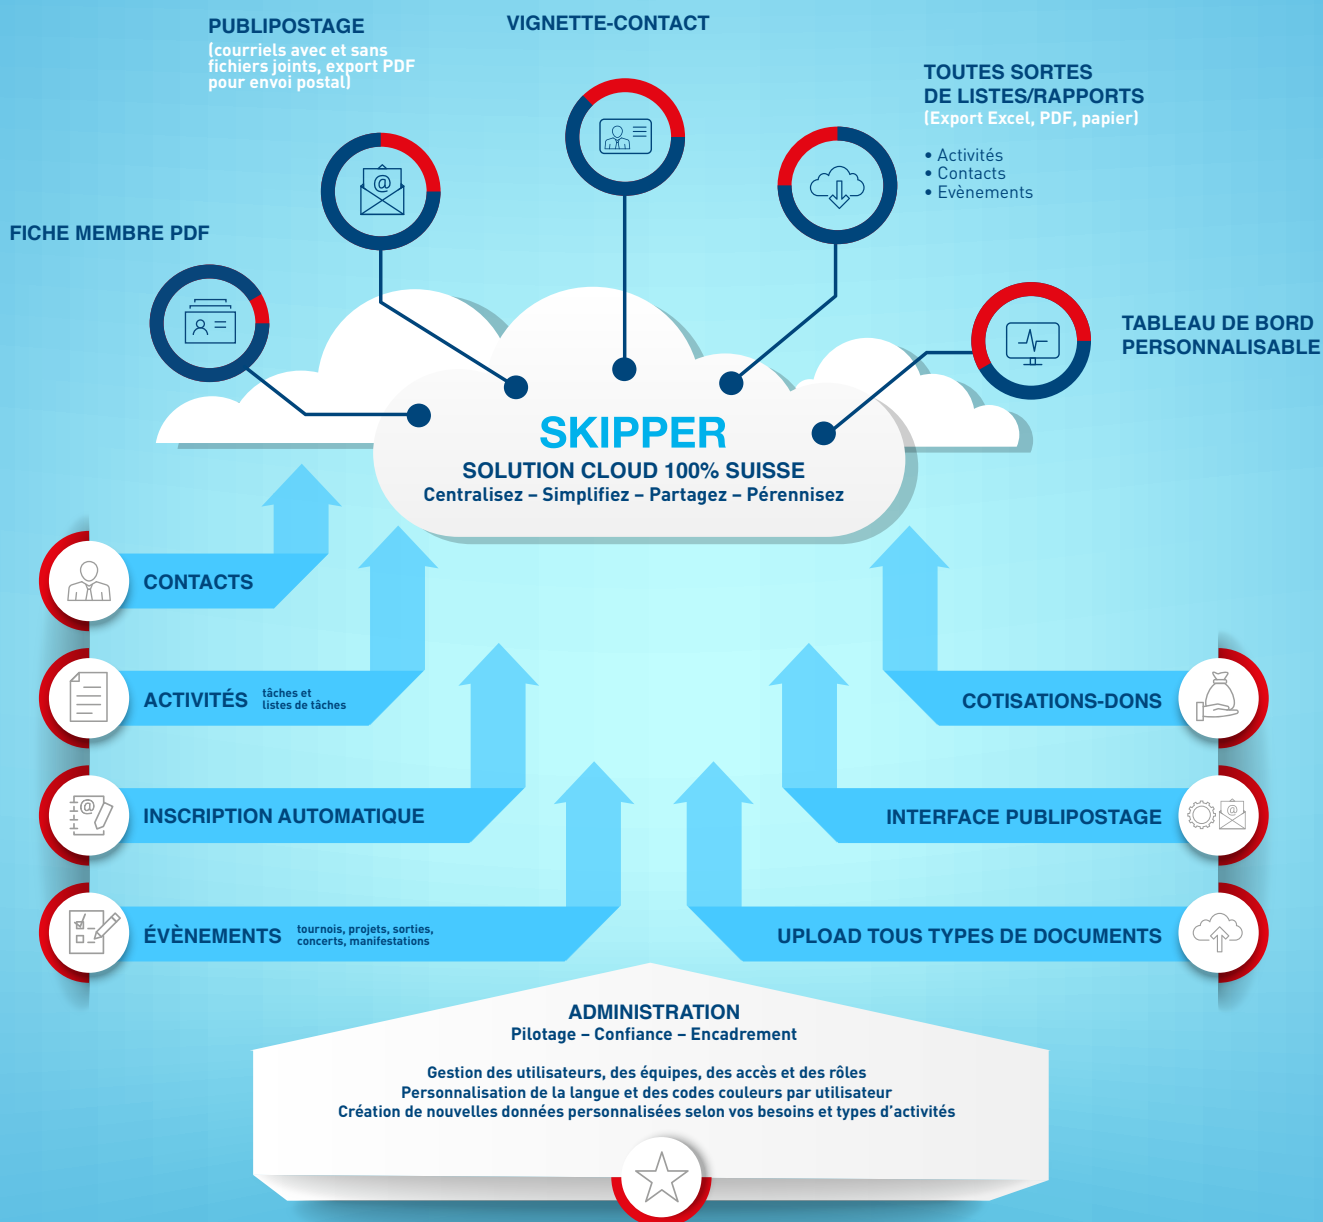 PUBLIPOSTAGE
(courriels avec et sans
fichiers joints, export PDF
pour envoi postal)
VIGNETTE-CONTACT
TOUTES SORTES
DE LISTES/RAPPORTS
(Export Excel, PDF, papier)
• Activités
• Contacts
• Evènements
FICHE MEMBRE PDF
TABLEAU DE BORD
PERSONNALISABLE
SKIPPER
SOLUTION CLOUD 100% SUISSE
Centralisez – Simplifiez – Partagez – Pérennisez
CONTACTS
ACTIVITÉS
tâches et
listes de tâches
INSCRIPTION AUTOMATIQUE
ÉVÈNEMENTS
tournois, projets, sorties,
concerts, manifestations
COTISATIONS-DONS
INTERFACE PUBLIPOSTAGE
UPLOAD TOUS TYPES DE DOCUMENTS
ADMINISTRATION
Pilotage – Confiance – Encadrement
Gestion des utilisateurs, des équipes, des accès et des rôles
Personnalisation de la langue et des codes couleurs par utilisateur
Création de nouvelles données personnalisées selon vos besoins et types d'activités